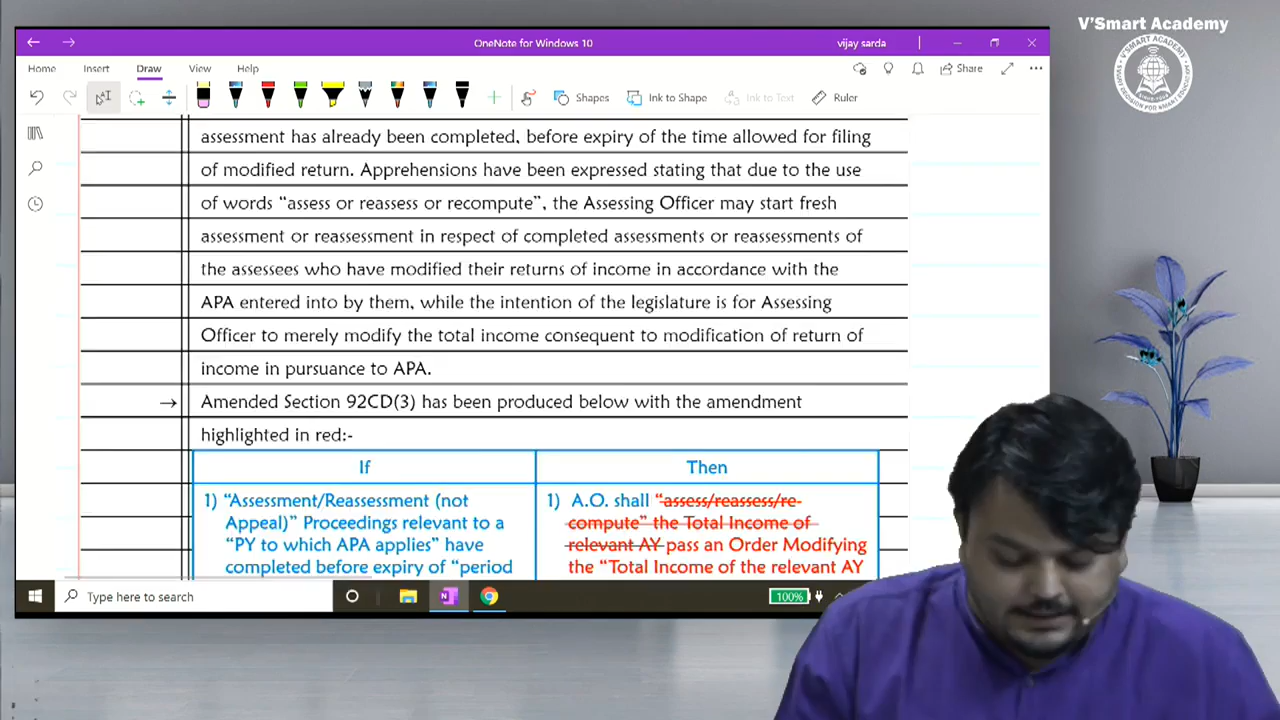 V'Smart Academy
OneNote for Windows 10
vijay sarda
Home
Insert
Draw
View
Help
Share
Shapes
Ink to Shape
Ink to Text
Ruler
assessment has already been completed, before expiry of the time allowed for filing
of modified return. Apprehensions have been expressed stating that due to the use
of words “assess or reassess or recompute”, the Assessing Officer may start fresh
assessment or reassessment in respect of completed assessments or reassessments of
the assessees who have modified their returns of income in accordance with the
APA entered into by them, while the intention of the legislature is for Assessing
Officer to merely modify the total income consequent to modification of return of
income in pursuance to APA.
→ Amended Section 92CD(3) has been produced below with the amendment
highlighted in red:-
If
1) “Assessment/Reassessment (not
Appeal)” Proceedings relevant to a
“PY to which APA applies” have
completed before expiry of “period
Then
1) A.O. shall “assess/reassess/re-
compute” the Total Income of
relevant AY pass an Order Modifying
the “Total Income of the relevant AY
Type here to search
100%